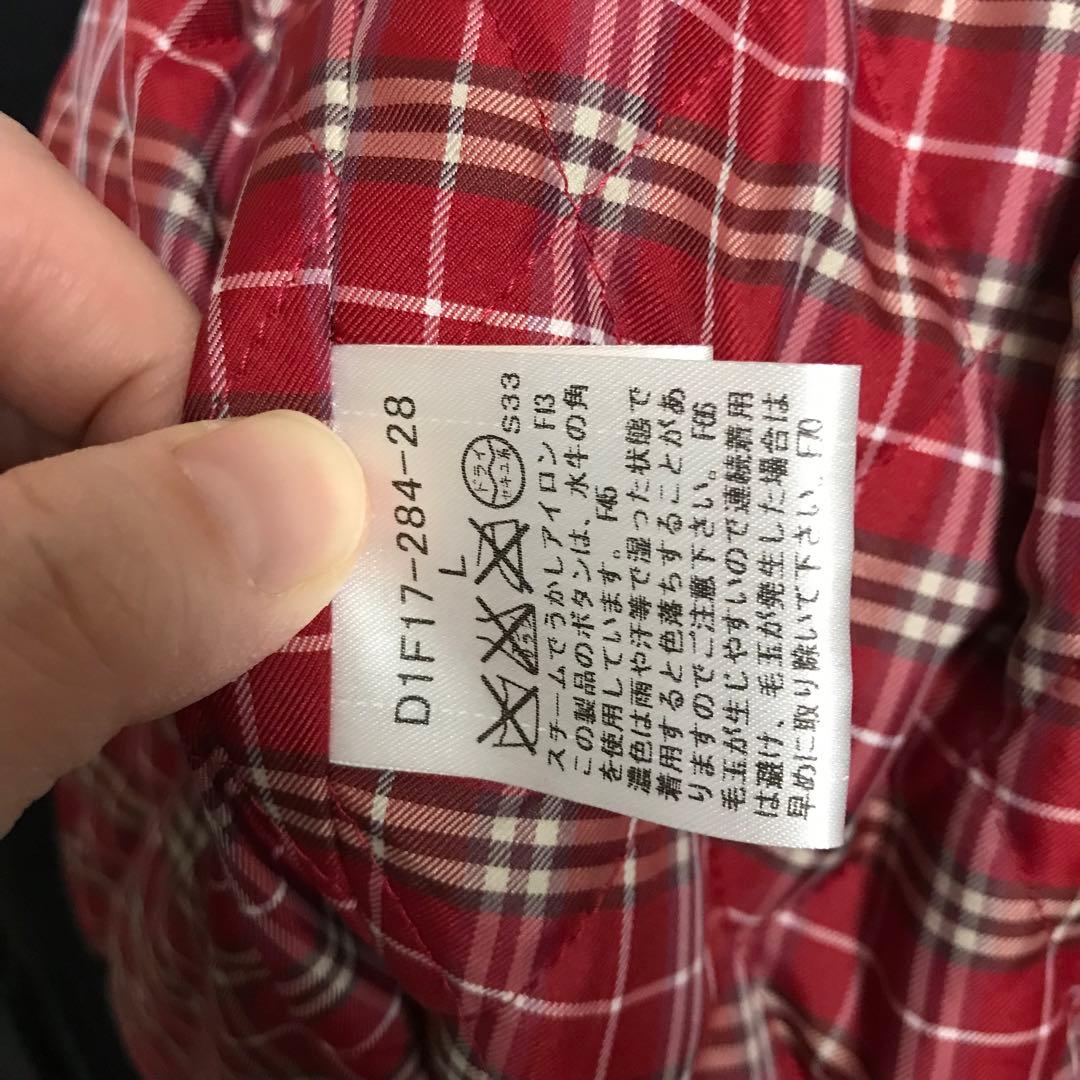 D1F17-284-28
L
ドライ
セキユ系
S33
スチームでうかしアイロン F13
この製品のボタンは、水牛の角
を使用しています。 F45
濃色は雨や汗等で湿った状態で
着用すると色落ちすることがあ
りますのでご注意下さい。 F05
毛玉が生じやすいので連続着用
は避け、毛玉が発生した場合は
早めに取り除いて下さい。 F70